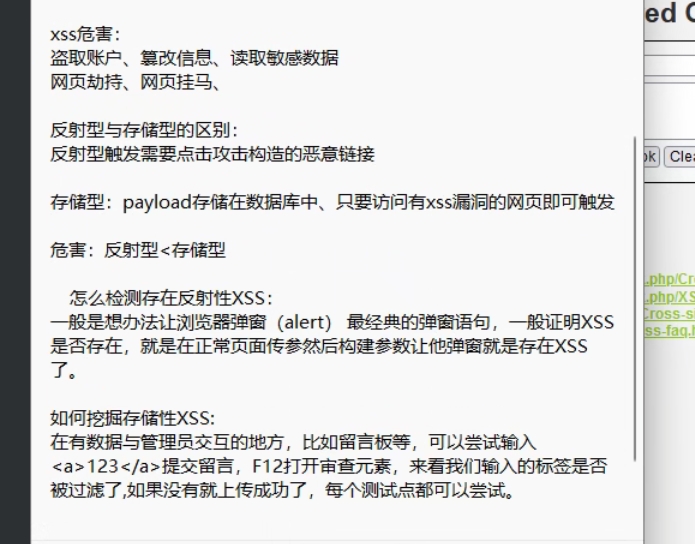 xss危害：
盗取账户、篡改信息、读取敏感数据
网页劫持、网页挂马、
反射型与存储型的区别：
反射型触发需要点击攻击构造的恶意链接
存储型：payload存储在数据库中、只要访问有xss漏洞的网页即可触发
危害：反射型<存储型
怎么检测存在反射性XSS：
一般是想办法让浏览器弹窗（alert） 最经典的弹窗语句，一般证明XSS
是否存在，就是在正常页面传参然后构建参数让他弹窗就是存在XSS
了。
如何挖掘存储性XSS:
在有数据与管理员交互的地方，比如留言板等，可以尝试输入
<a>123</a>提交留言，F12打开审查元素，来看我们输入的标签是否
被过滤了,如果没有就上传成功了，每个测试点都可以尝试。
ed C
ok
Clea
.php/Cr
.php/XS
Cross-si
ss-faq.h